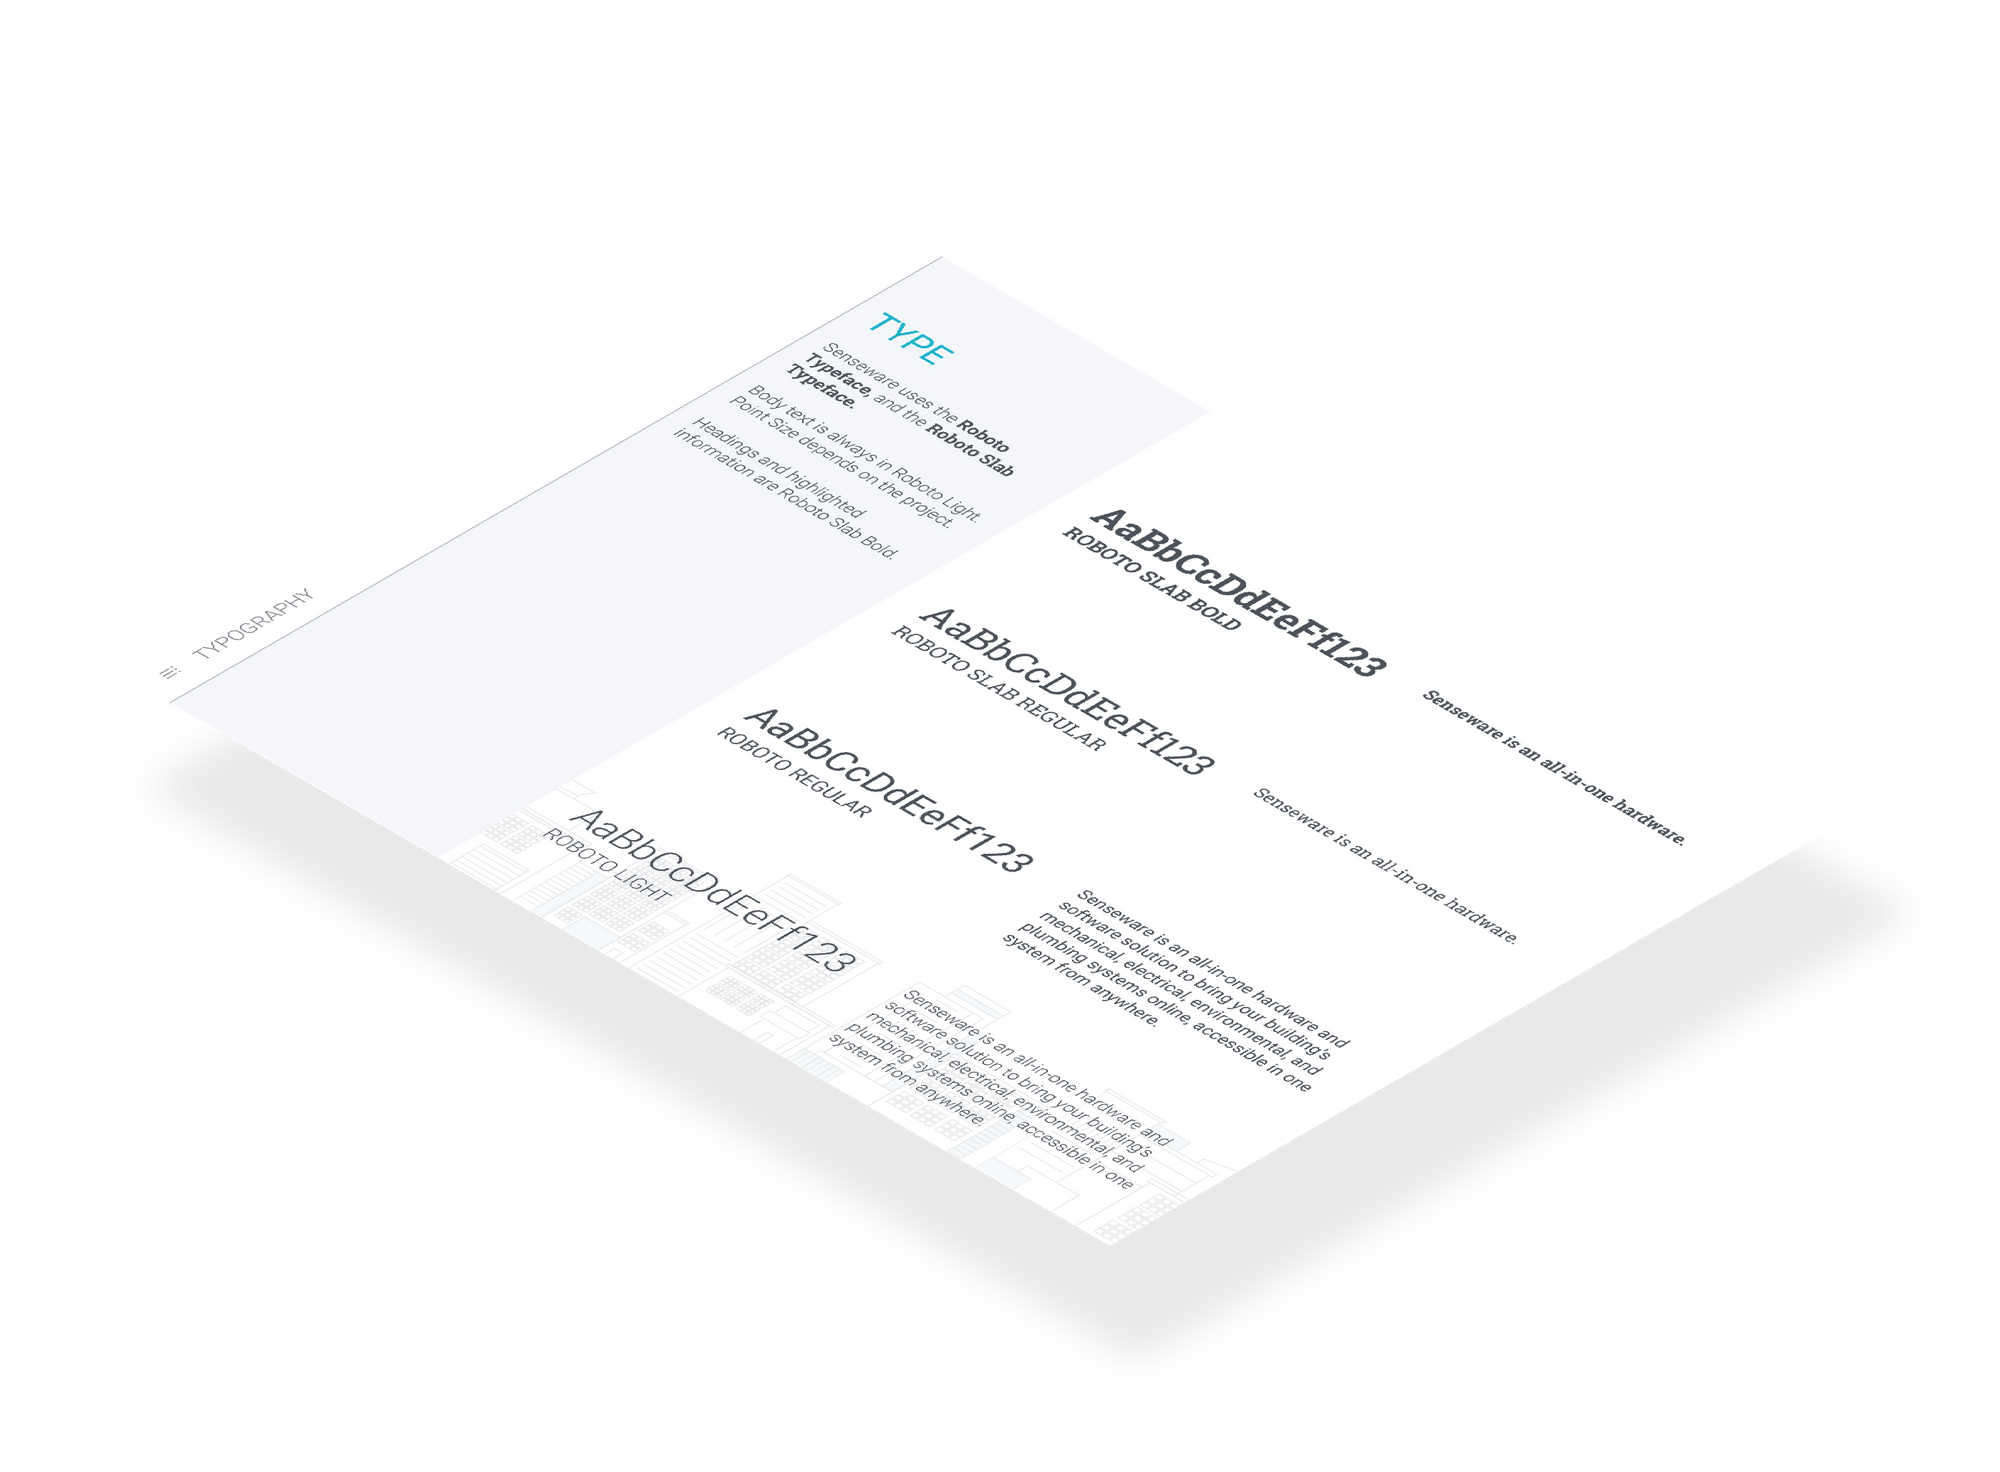 iii TYPOGRAPHY
TYPE
Senseware uses the Roboto
Typeface, and the Roboto Slab
Typeface.
Body text is always in Roboto Light.
Point Size depends on the project.
Headings and highlighted
information are Roboto Slab Bold.
AaBbCcDdEeFf123
ROBOTO SLAB BOLD
Senseware is an all-in-one hardware.
AaBbCcDdEeFf123
ROBOTO SLAB REGULAR
Senseware is an all-in-one hardware.
AaBbCcDdEeFf123
ROBOTO REGULAR
Senseware is an all-in-one hardware and
software solution to bring your building's
mechanical, electrical, environmental, and
plumbing systems online, accessible in one
system from anywhere.
AaBbCcDdEeFf123
ROBOTO LIGHT
Senseware is an all-in-one hardware and
software solution to bring your building's
mechanical, electrical, environmental, and
plumbing systems online, accessible in one
system from anywhere.